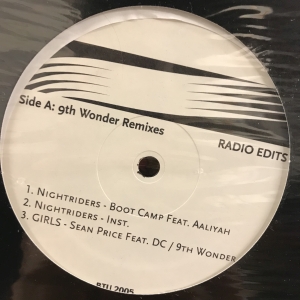 Side A: 9th Wonder Remixes
RADIO EDITS
1. Nightriders - Boot Camp Feat. Aaliyah
2. Nightriders - Inst.
3. GIRLS - Sean Price Feat. DC / 9th Wonder
BTU 2005